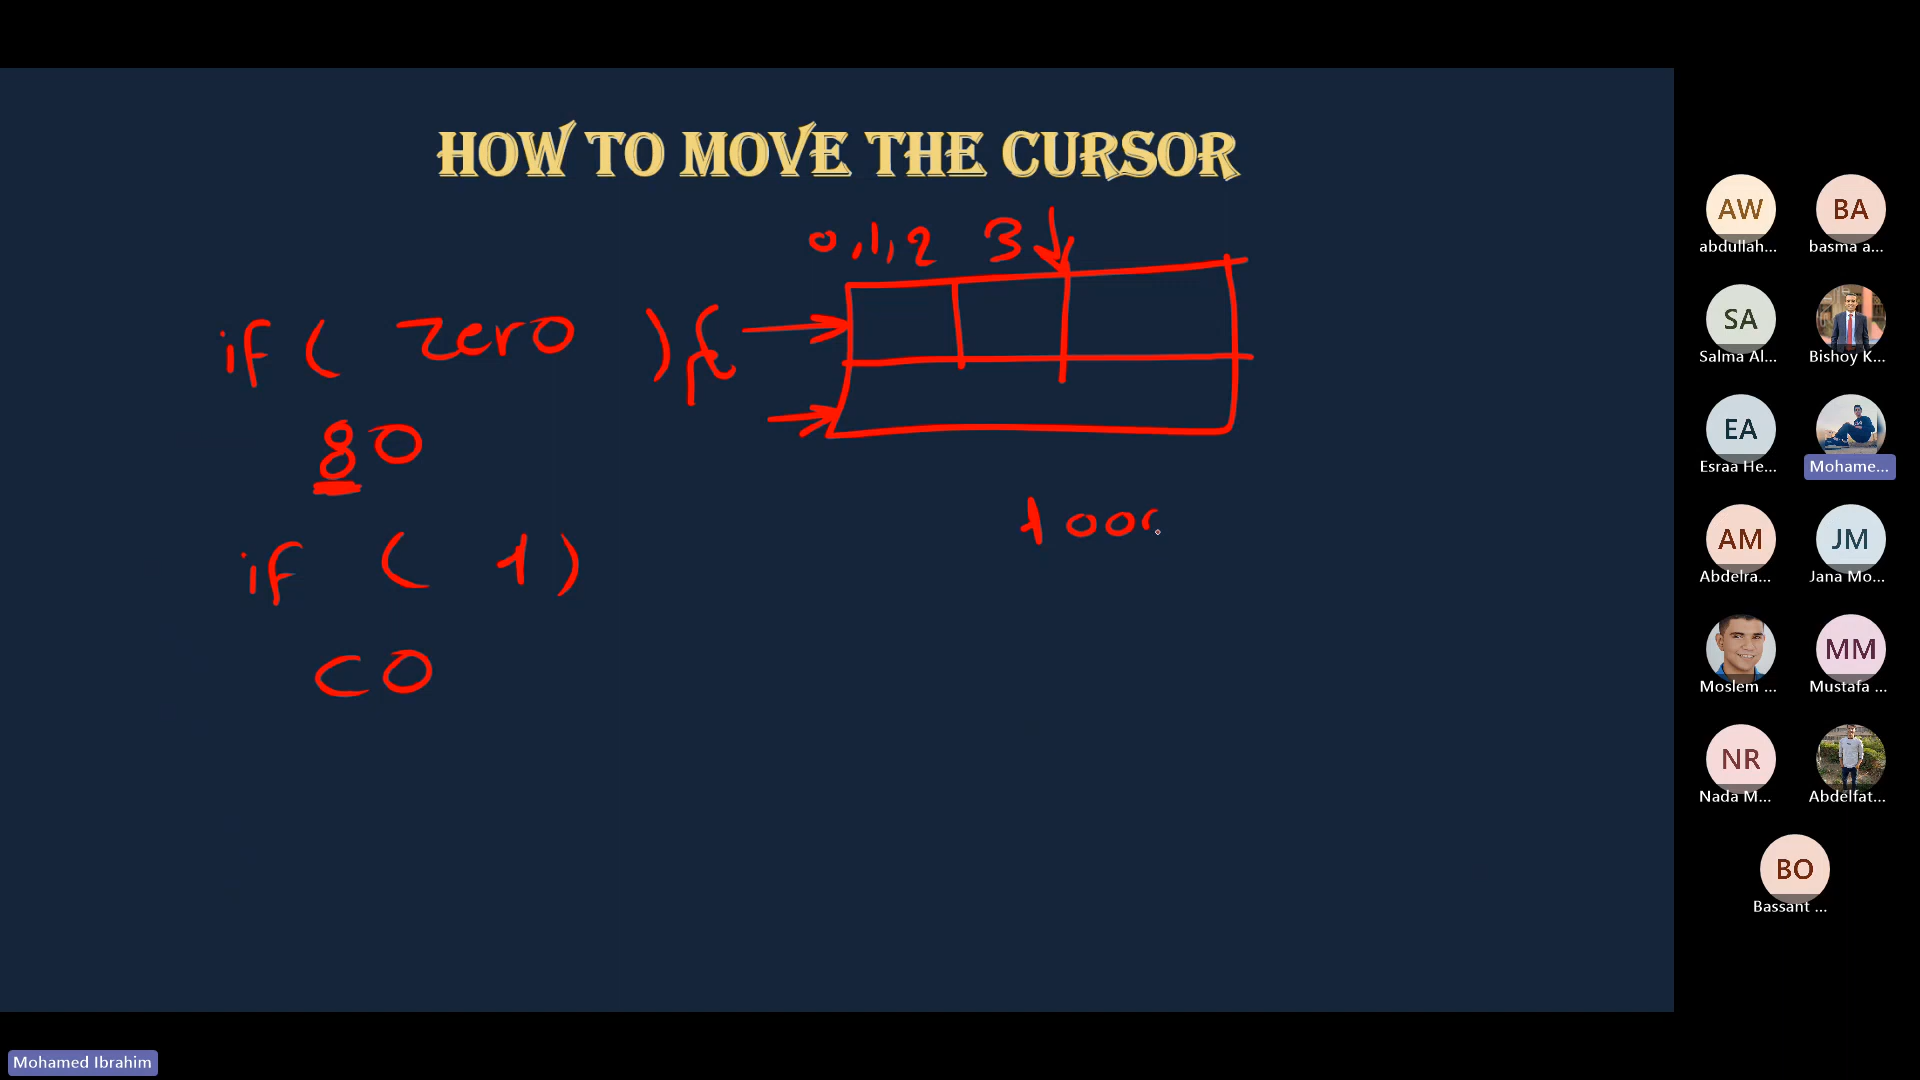 HOW TO MOVE THE CURSOR
0,1,2 3
if ( zero ) {
80
if ( 1 )
C0
1 000
AW
abdullah...
BA
basma a...
SA
Salma Al...
Bishoy K...
EA
Esraa He...
Mohame...
AM
Abdelra...
JM
Jana Mo...
Moslem ...
MM
Mustafa ...
NR
Nada M...
Abdelfat...
BO
Bassant ...
Mohamed Ibrahim